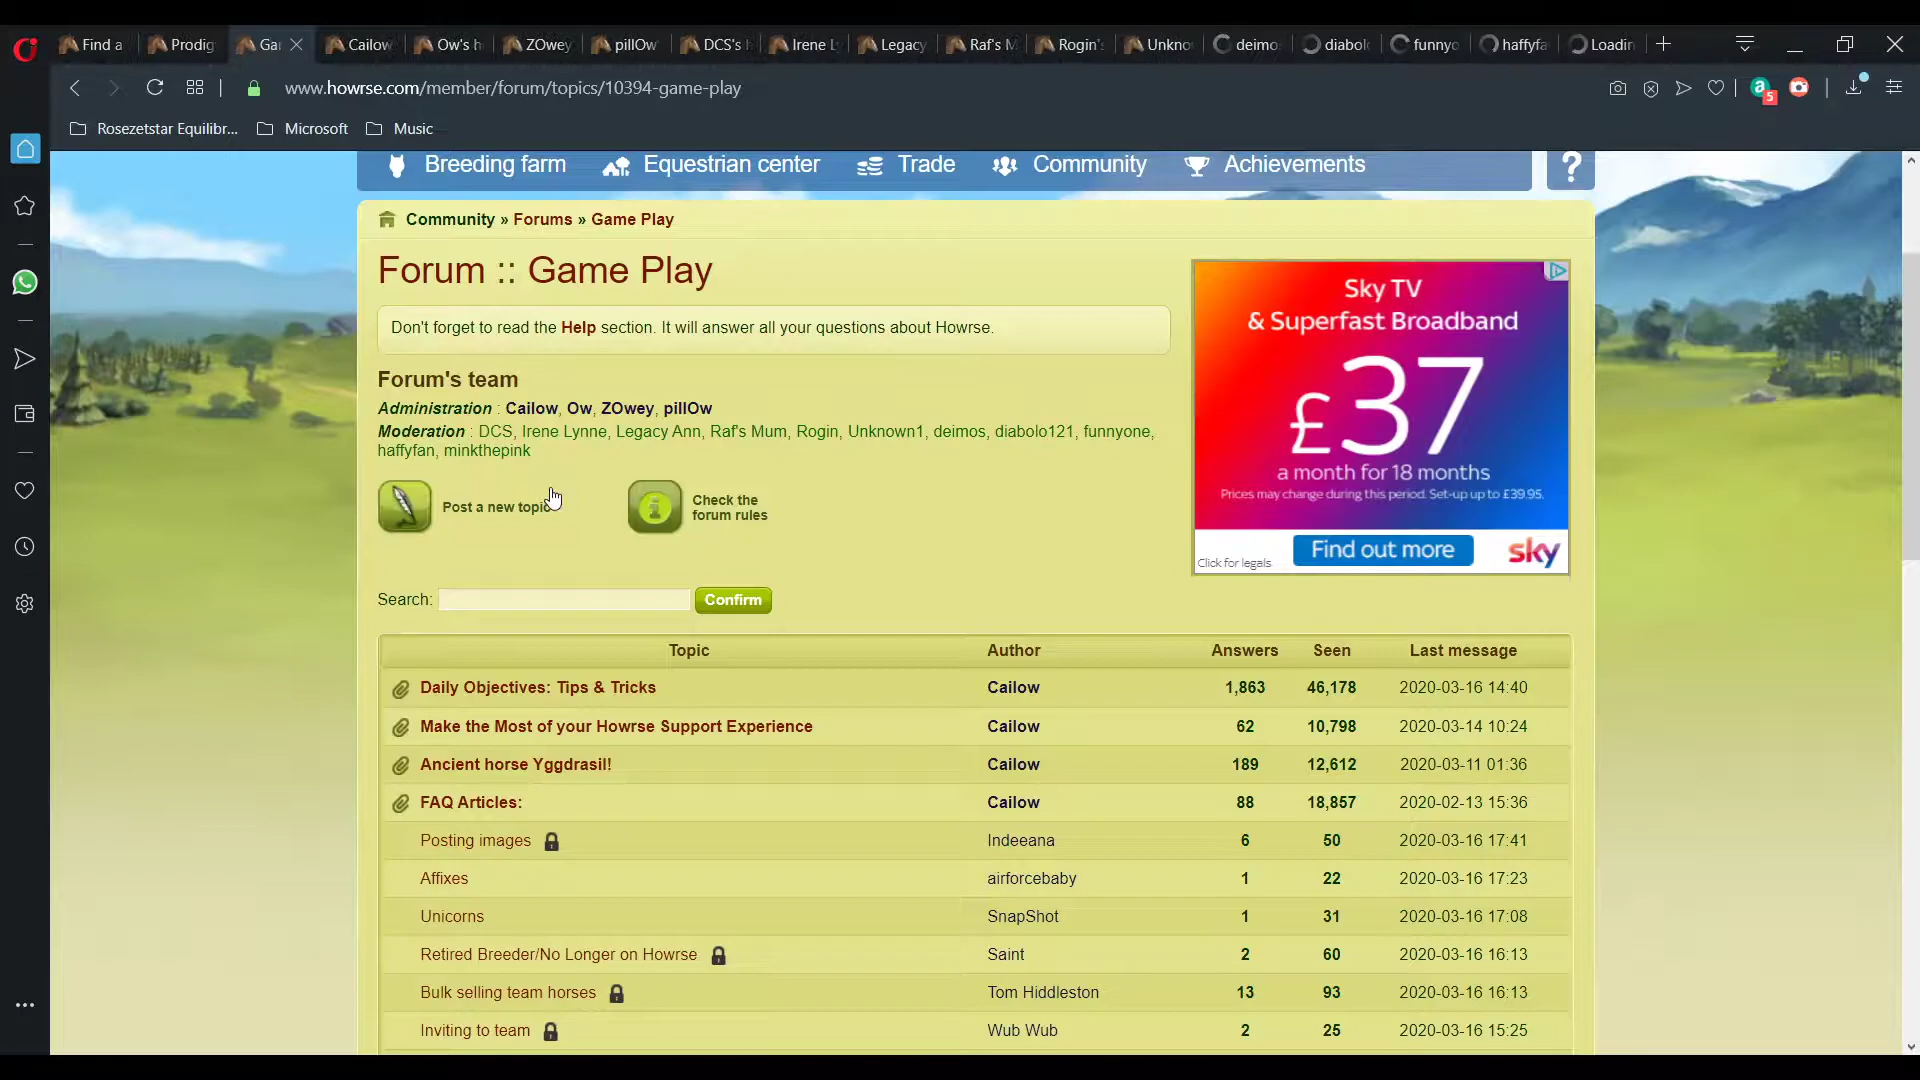 Find a Prodig Gar Cailow Ow's h ZOwey pillOw DCS's h Irene L Legacy Raf's M Rogin' Unkno deimo diabol funnyo haffyfa Loadin
www.howrse.com/member/forum/topics/10394-game-play
5
Rosezetstar Equilibr... Microsoft Music
Breeding farm Equestrian center Trade Community Achievements ?
Community » Forums » Game Play
Forum :: Game Play
Don't forget to read the Help section. It will answer all your questions about Howrse.
Forum's team
Administration : Cailow, Ow, ZOwey, pillOw
Moderation : DCS, Irene Lynne, Legacy Ann, Raf's Mum, Rogin, Unknown1, deimos, diabolo121, funnyone,
haffyfan, minkthepink
Post a new topic
Check the
forum rules
Sky TV
& Superfast Broadband
£37
a month for 18 months
Prices may change during this period. Set-up up to £39.95.
Click for legals
Find out more
sky
Search: Confirm
Topic Author Answers Seen Last message
Daily Objectives: Tips & Tricks Cailow 1,863 46,178 2020-03-16 14:40
Make the Most of your Howrse Support Experience Cailow 62 10,798 2020-03-14 10:24
Ancient horse Yggdrasil! Cailow 189 12,612 2020-03-11 01:36
FAQ Articles: Cailow 88 18,857 2020-02-13 15:36
Posting images Indeeana 6 50 2020-03-16 17:41
Affixes airforcebaby 1 22 2020-03-16 17:23
Unicorns SnapShot 1 31 2020-03-16 17:08
Retired Breeder/No Longer on Howrse Saint 2 60 2020-03-16 16:13
Bulk selling team horses Tom Hiddleston 13 93 2020-03-16 16:13
Inviting to team Wub Wub 2 25 2020-03-16 15:25